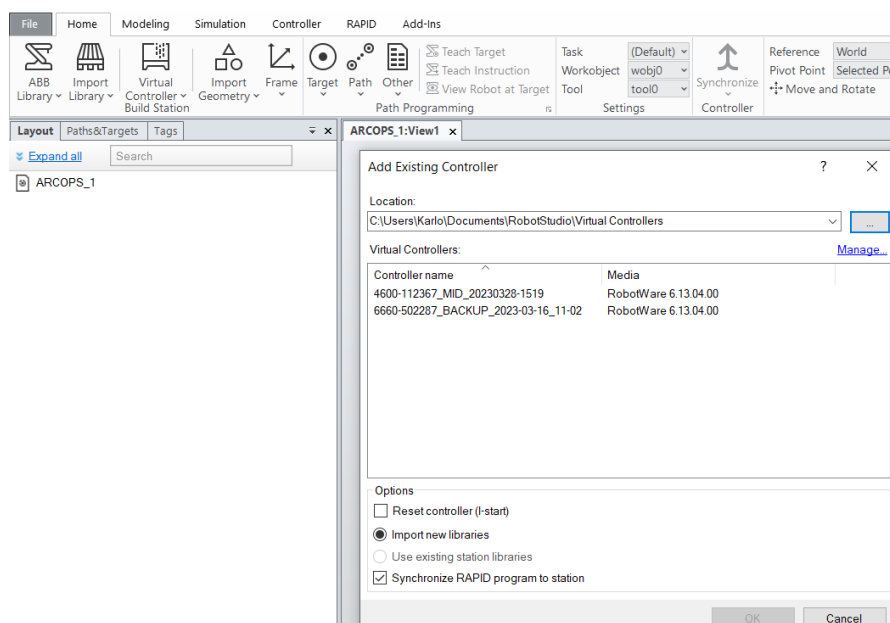 File Home Modeling Simulation Controller RAPID Add-Ins
ABB Library
Import Library
Virtual Controller
Import Geometry
Frame
Target
Path
Other
Build Station
Teach Target
Teach Instruction
View Robot at Target
Path Programming
Task (Default)
Workobject wobj0
Tool tool0
Settings
Synchronize
Controller
Reference World
Pivot Point Selected
Move and Rotate
Layout Paths&Targets Tags
ARCOPS_1:View1
Expand all Search
ARCOPS_1
Add Existing Controller ?
Location:
C:\Users\Karlo\Documents\RobotStudio\Virtual Controllers ...
Virtual Controllers: Manage...
Controller name Media
4600-112367_MID_20230328-1519 RobotWare 6.13.04.00
6660-502287_BACKUP_2023-03-16_11-02 RobotWare 6.13.04.00
Options
Reset controller (I-start)
Import new libraries
Use existing station libraries
Synchronize RAPID program to station
OK Cancel